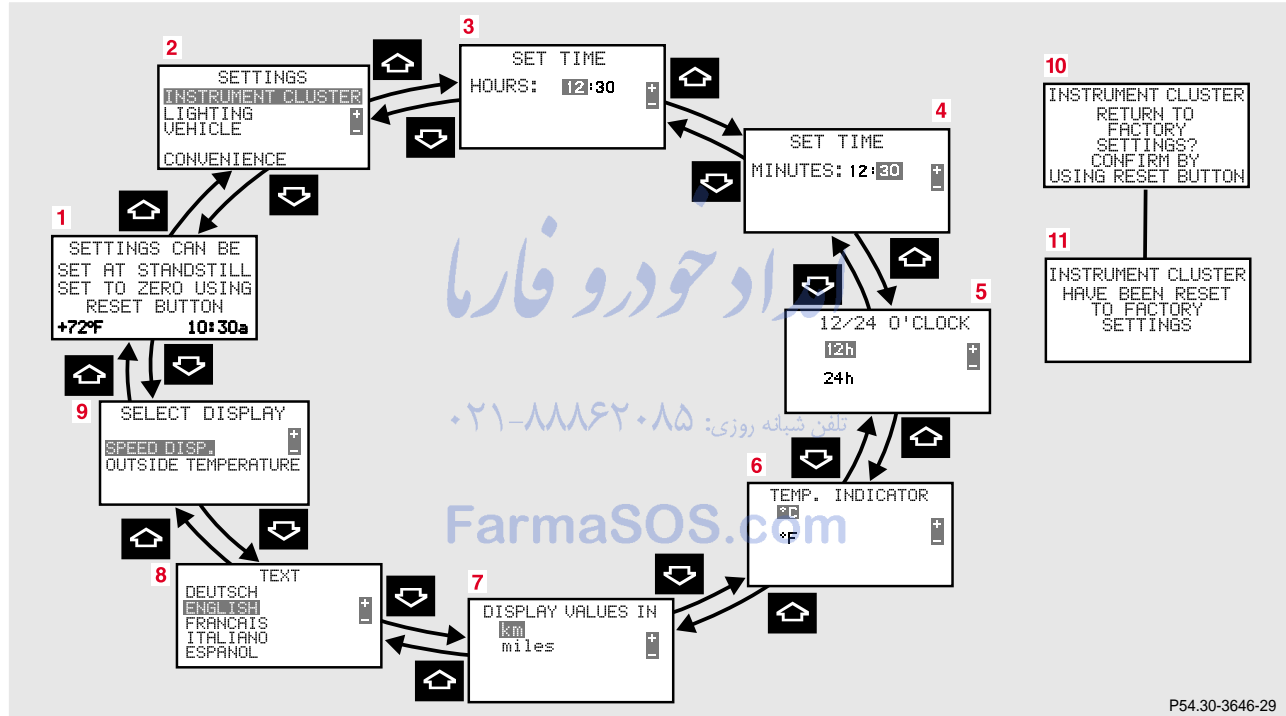 1
SETTINGS CAN BE
SET AT STANDSTILL
SET TO ZERO USING
RESET BUTTON
+72°F 10:30a
2
SETTINGS
INSTRUMENT CLUSTER
LIGHTING
VEHICLE
CONVENIENCE
+
−
3
SET TIME
HOURS: 12:30
+
−
4
SET TIME
MINUTES: 12:30
+
−
5
12/24 O'CLOCK
12h
24h
+
−
6
TEMP. INDICATOR
°C
°F
+
−
7
DISPLAY VALUES IN
km
miles
+
−
8
TEXT
DEUTSCH
ENGLISH
FRANCAIS
ITALIANO
ESPANOL
+
−
9
SELECT DISPLAY
SPEED DISP.
OUTSIDE TEMPERATURE
+
−
10
INSTRUMENT CLUSTER
RETURN TO
FACTORY
SETTINGS?
CONFIRM BY
USING RESET BUTTON
11
INSTRUMENT CLUSTER
HAVE BEEN RESET
TO FACTORY
SETTINGS
امداد خودرو فارما
تلفن شبانه روزی: ۸۸۸۶۲۰۸۵-۰۲۱
FarmaSOS.com
P54.30-3646-29